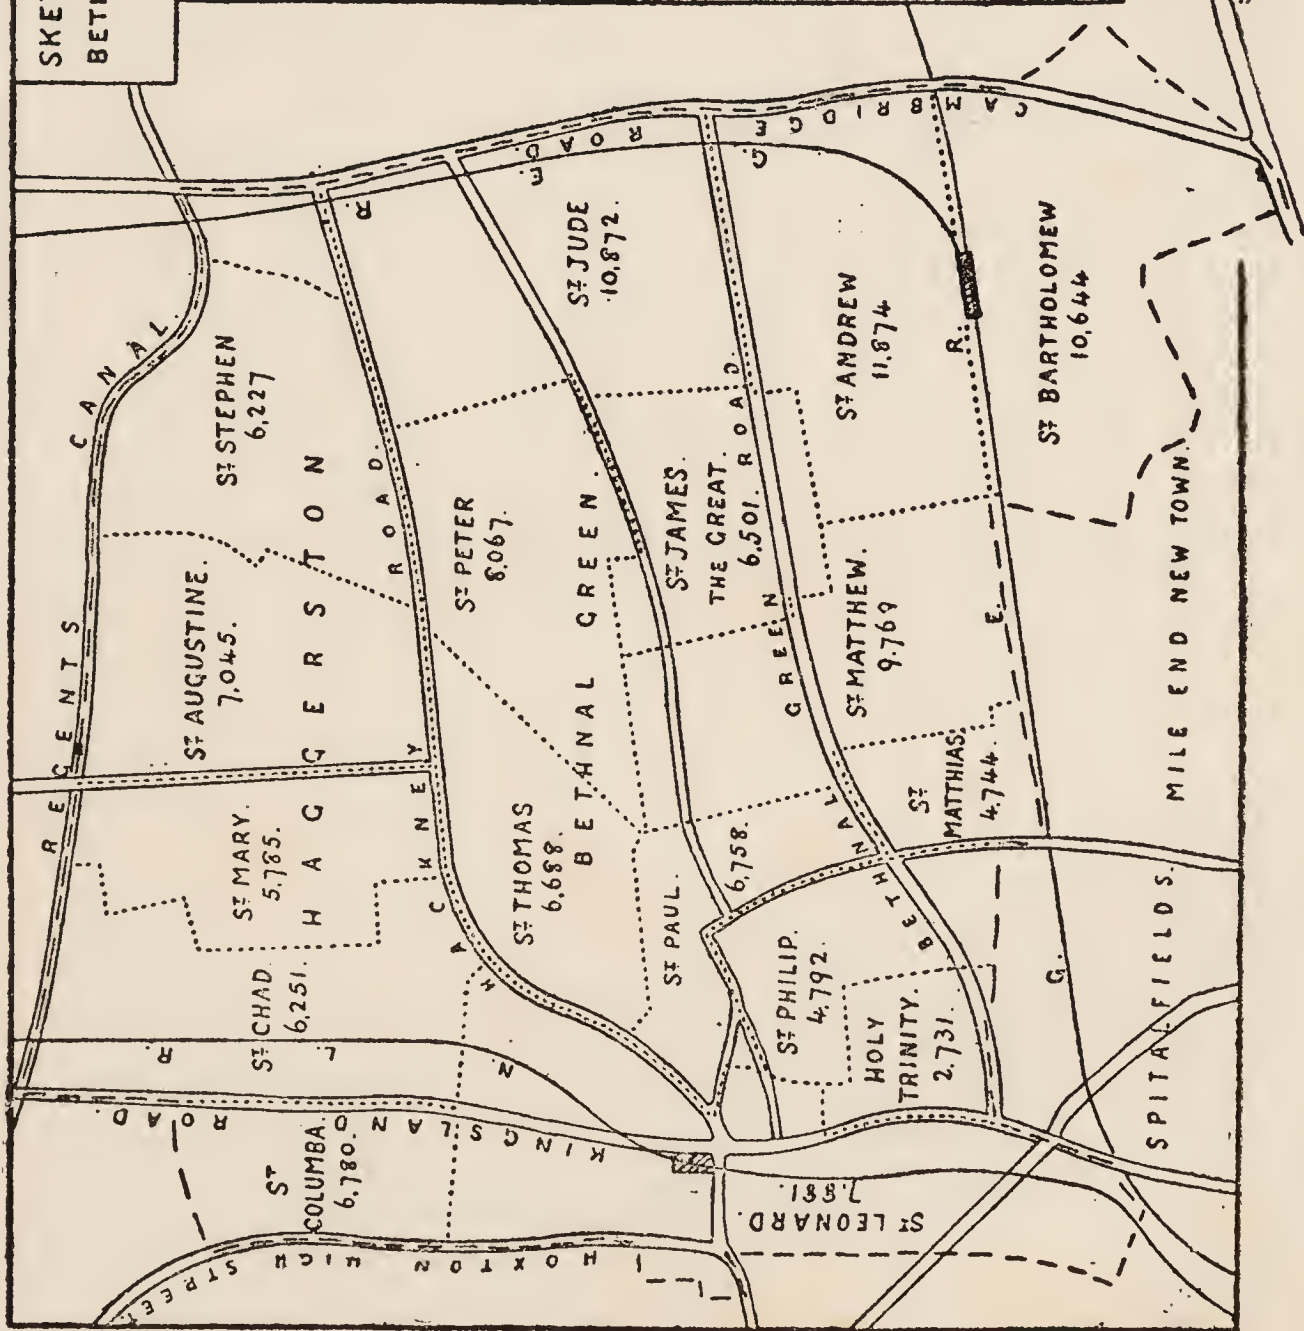 SKE
BETH
REGENTS CANAL.
ST STEPHEN
6,227
ST AUGUSTINE.
7,045.
ST MARY.
5,785.
ST CHAD.
6,251.
HAGGERSTON
HACKNEY ROAD.
ST JUDE
10,872.
ST PETER
8,067.
ST THOMAS
6,688.
BETHNAL GREEN.
ST JAMES
THE GREAT.
6,501.
ST PAUL.
6,758.
BETHNAL GREEN ROAD.
ST ANDREW
11,874
ST BARTHOLOMEW
10,644
ST MATTHEW.
9,769
ST
MATTHIAS.
4,744.
ST PHILIP.
4,792.
HOLY
TRINITY.
2,731.
ST
COLUMBA.
6,780.
ST LEONARD.
7,881.
KINGSLAND ROAD.
HOXTON HIGH STREET.
CAMBRIDGE ROAD.
G. E. R.
G. E. R.
N. L. R.
MILE END NEW TOWN.
SPITALFIELDS.